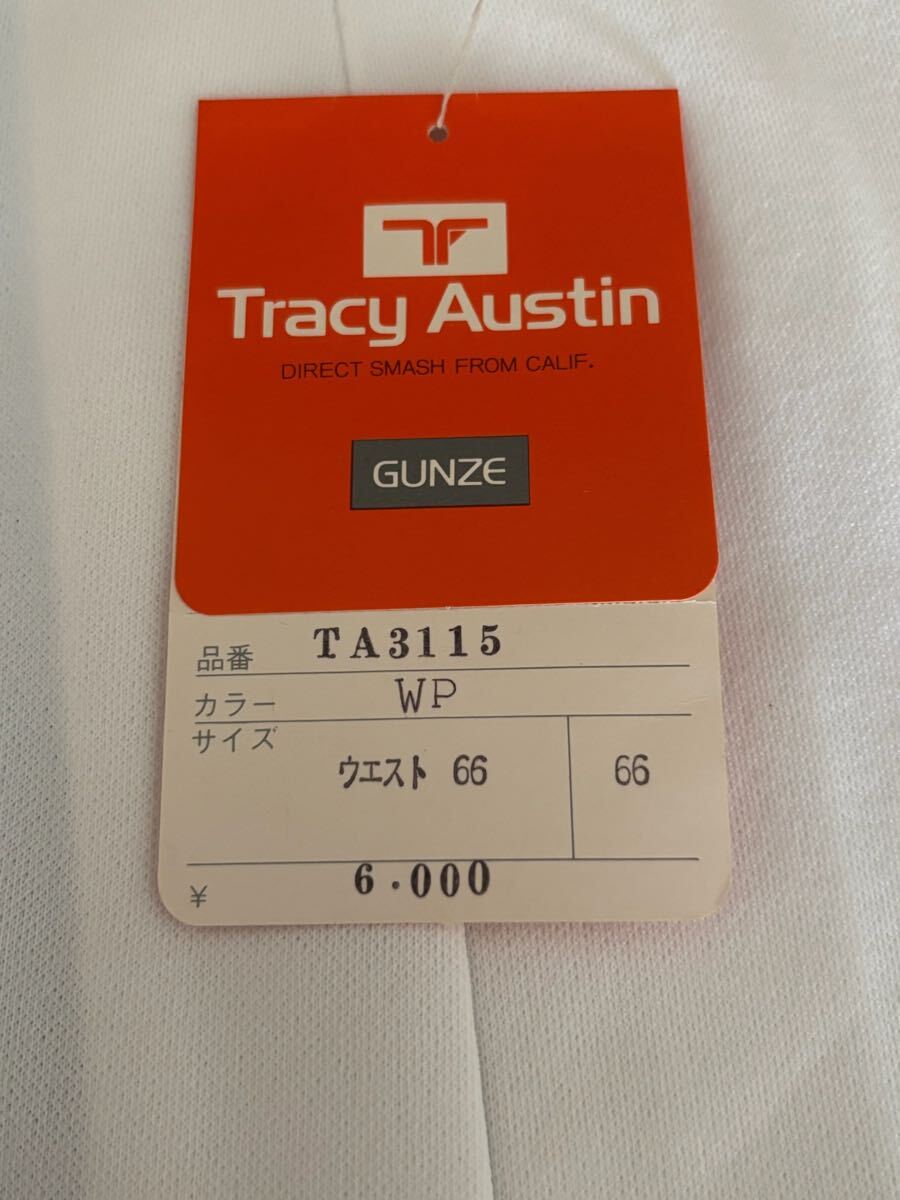 Tracy Austin
DIRECT SMASH FROM CALIF.
GUNZE
品番 TA3115
カラー WP
サイズ
ウエスト 66 66
¥ 6.000